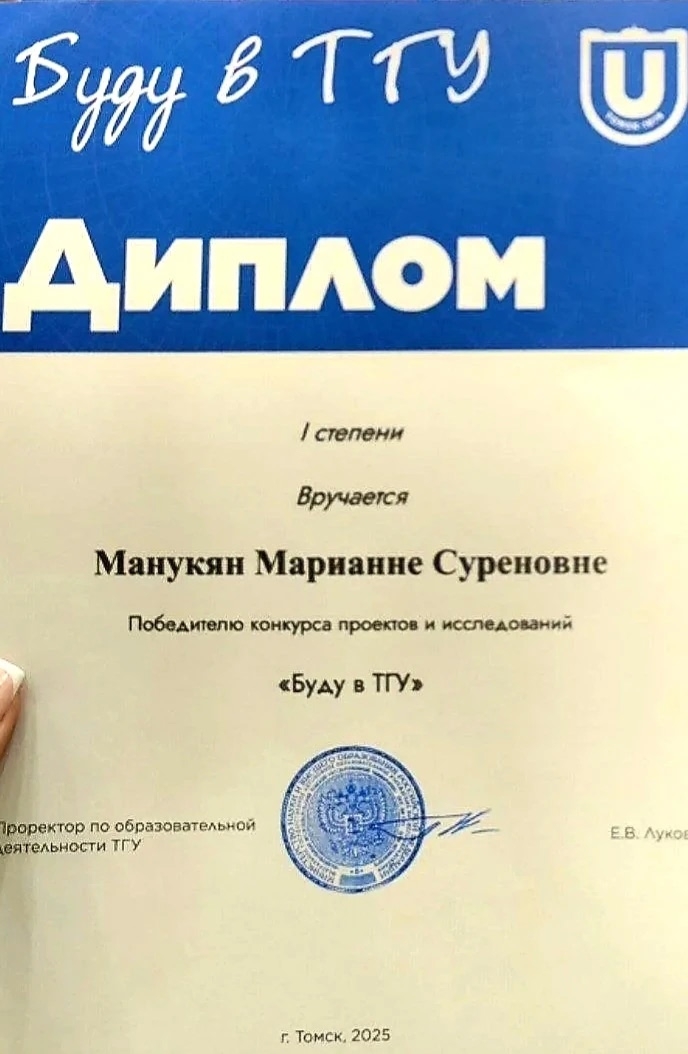 Буду в ТГУ
U
Диплом
I степени
Вручается
Манукян Марианне Суреновне
Победителю конкурса проектов и исследований
«Буду в ТГУ»
Проректор по образовательной
деятельности ТГУ
Е.В. Луков
г. Томск, 2025